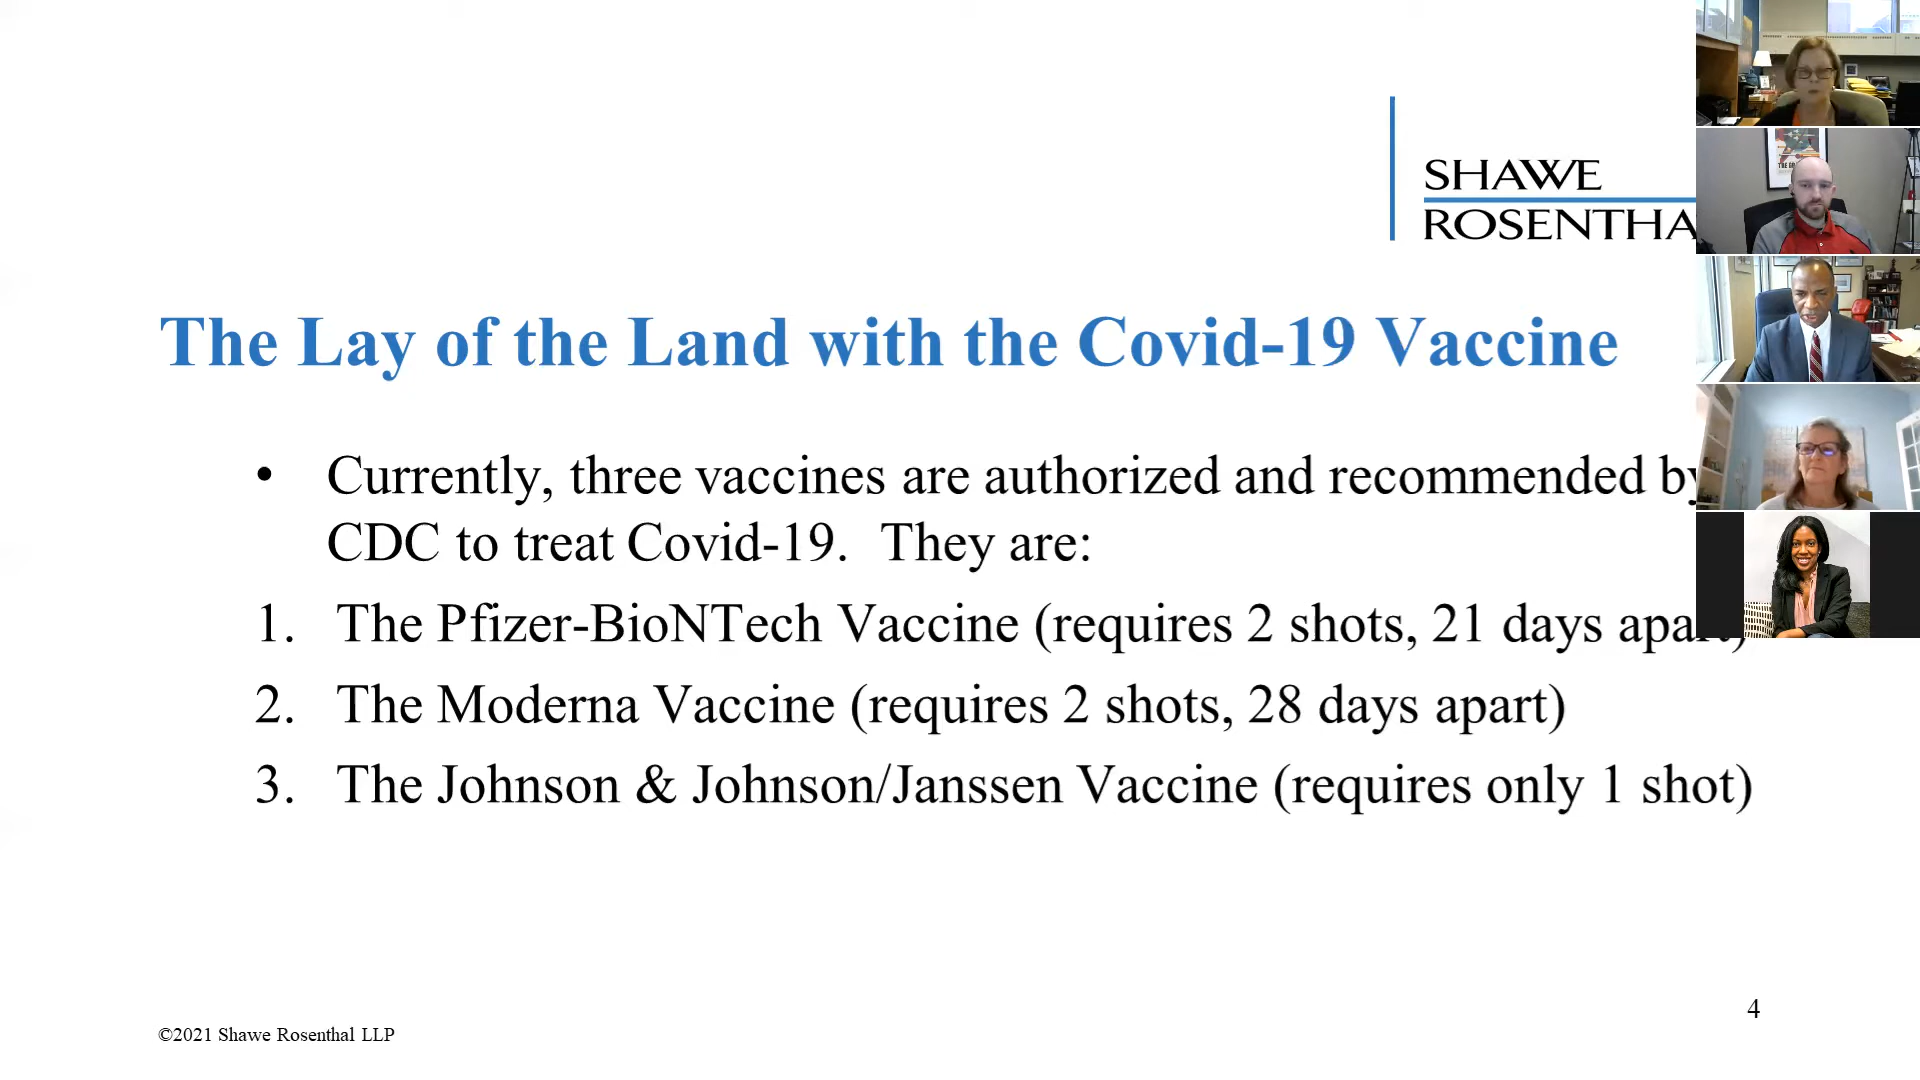 SHAWE
ROSENTHA
The Lay of the Land with the Covid-19 Vaccine
• Currently, three vaccines are authorized and recommended by
CDC to treat Covid-19. They are:
1. The Pfizer-BioNTech Vaccine (requires 2 shots, 21 days apart)
2. The Moderna Vaccine (requires 2 shots, 28 days apart)
3. The Johnson & Johnson/Janssen Vaccine (requires only 1 shot)
4
©2021 Shawe Rosenthal LLP